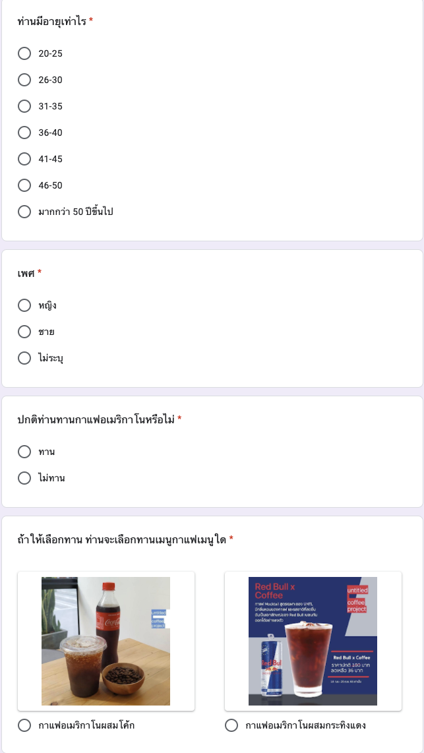 ท่านมีอายุเท่าไร *
20-25
26-30
31-35
36-40
41-45
46-50
มากกว่า 50 ปีขึ้นไป
เพศ *
หญิง
ชาย
ไม่ระบุ
ปกติท่านทานกาแฟอเมริกาโนหรือไม่ *
ทาน
ไม่ทาน
ถ้าให้เลือกทาน ท่านจะเลือกทานเมนูกาแฟเมนูใด *
Coca-Cola
untitled
coffee
project
Red Bull x
Coffee
untitled
coffee
project
Red Bull
Red Bull x Coffee
กาแฟอเมริกาโนผสมโค้ก
กาแฟอเมริกาโนผสมกระทิงแดง